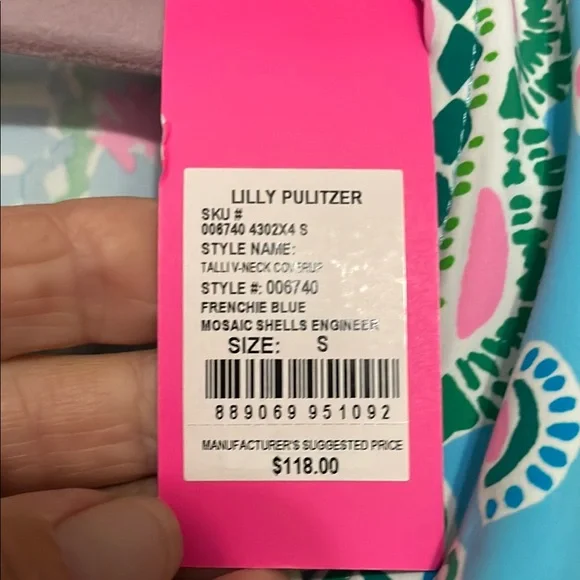 LILLY PULITZER
SKU #
006740 4302X4 S
STYLE NAME:
TALLI V-NECK COVERUP
STYLE #: 006740
FRENCHIE BLUE
MOSAIC SHELLS ENGINEER
SIZE: S
889069 951092
MANUFACTURER'S SUGGESTED PRICE
$118.00